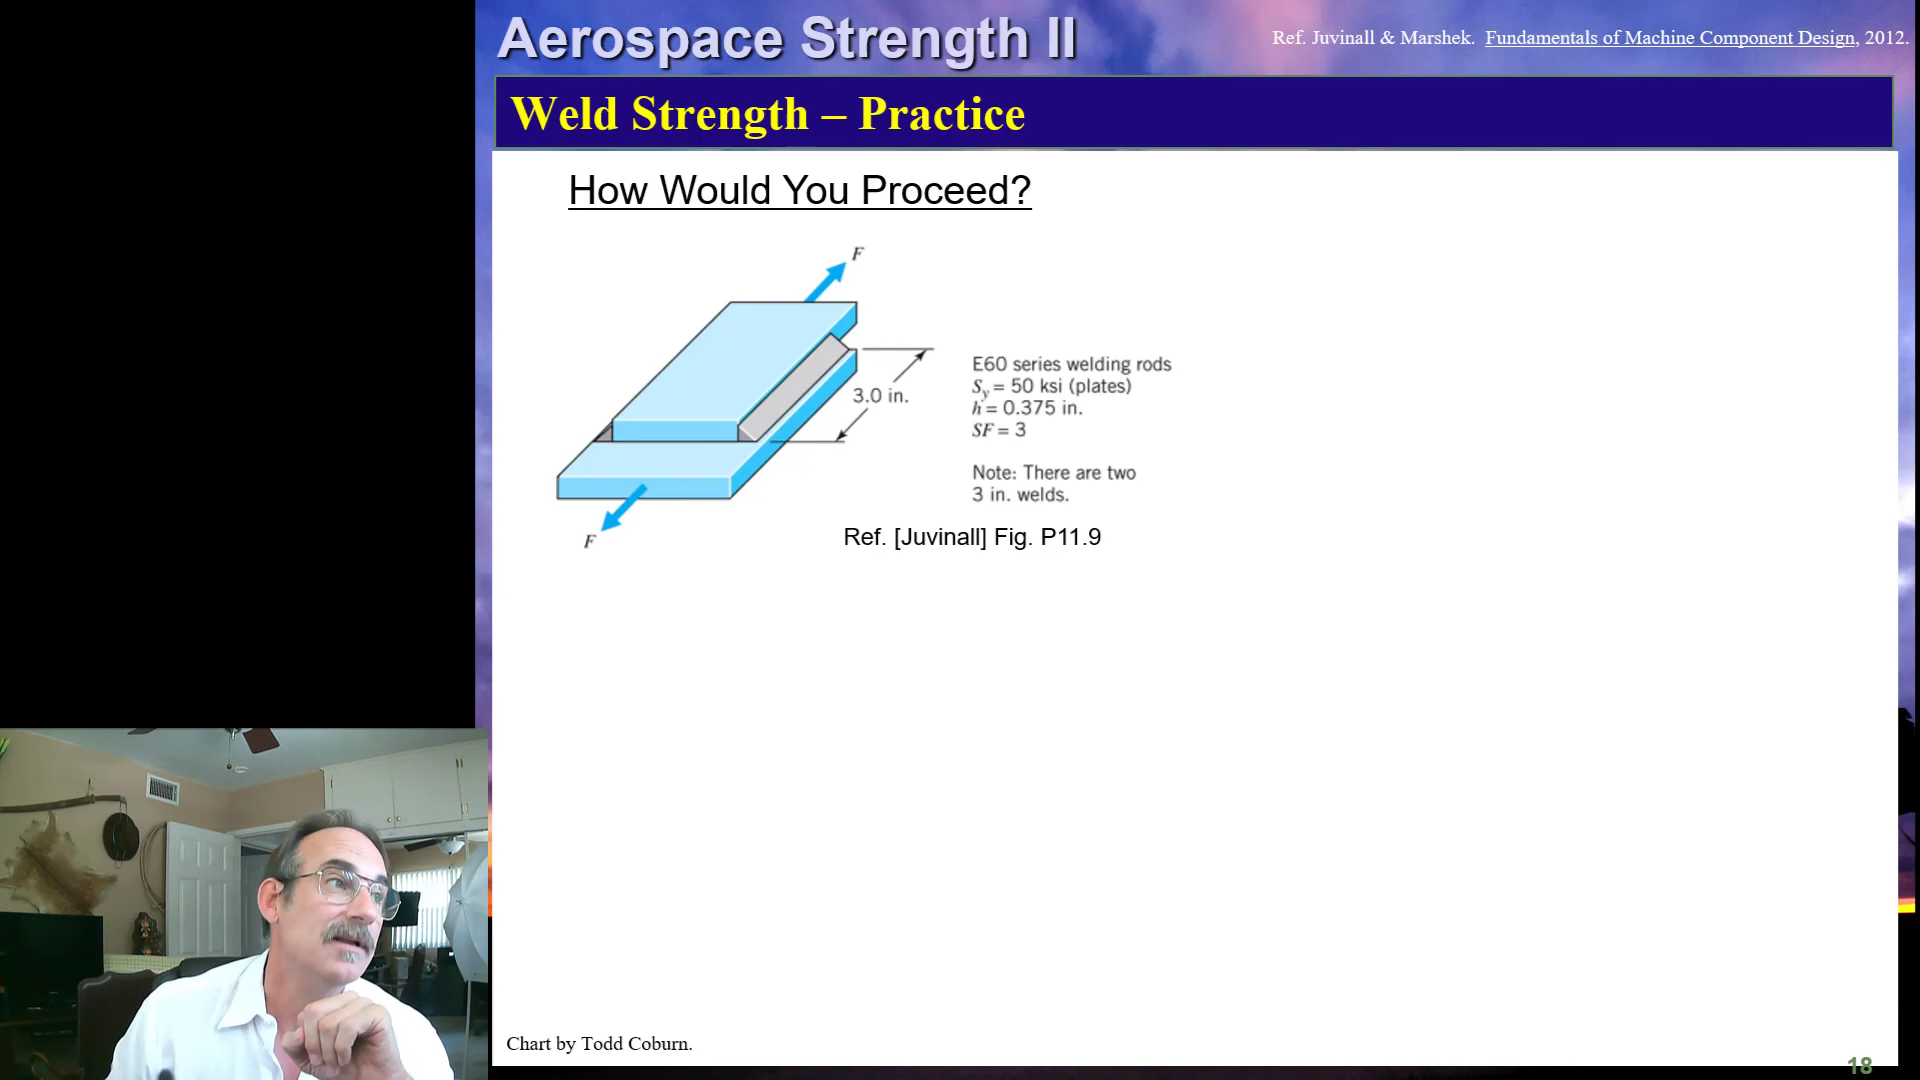 Aerospace Strength II
Ref. Juvinall & Marshek. Fundamentals of Machine Component Design, 2012.
Weld Strength – Practice
How Would You Proceed?
F
3.0 in.
F
E60 series welding rods
Sy = 50 ksi (plates)
h = 0.375 in.
SF = 3
Note: There are two
3 in. welds.
Ref. [Juvinall] Fig. P11.9
Chart by Todd Coburn.
18